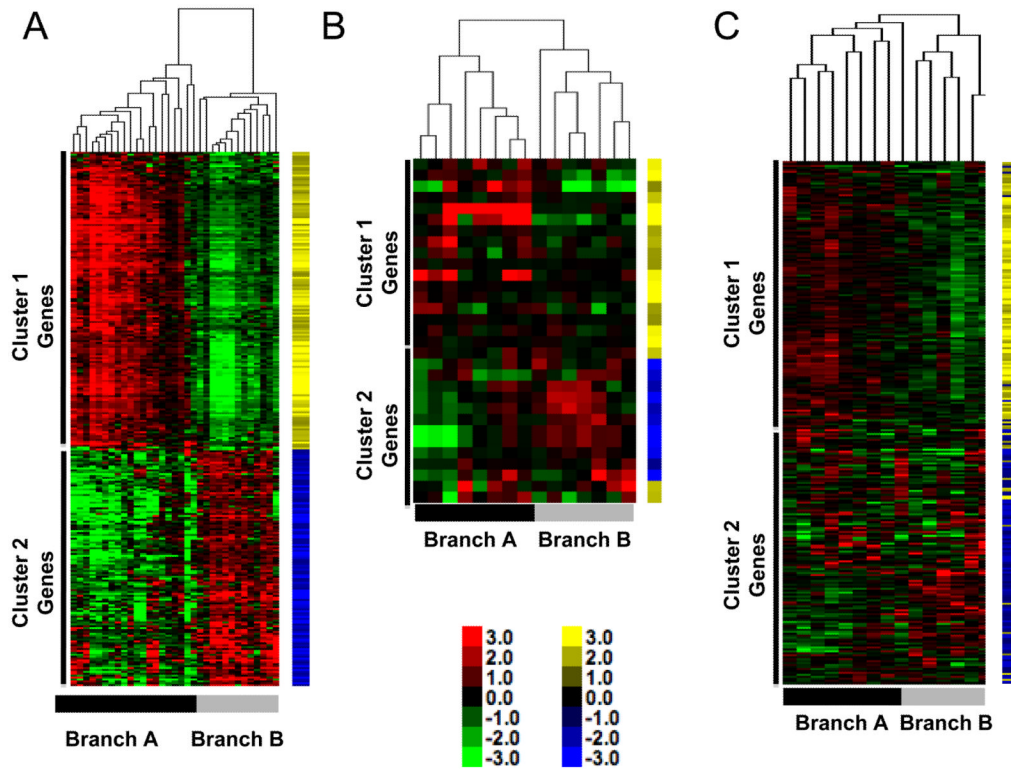 A
B
C
Cluster 1
Genes
Cluster 2
Genes
Branch A
Branch B
Cluster 1
Genes
Cluster 2
Genes
Branch A
Branch B
Cluster 1
Genes
Cluster 2
Genes
Branch A
Branch B
3.0
2.0
1.0
0.0
-1.0
-2.0
-3.0
3.0
2.0
1.0
0.0
-1.0
-2.0
-3.0